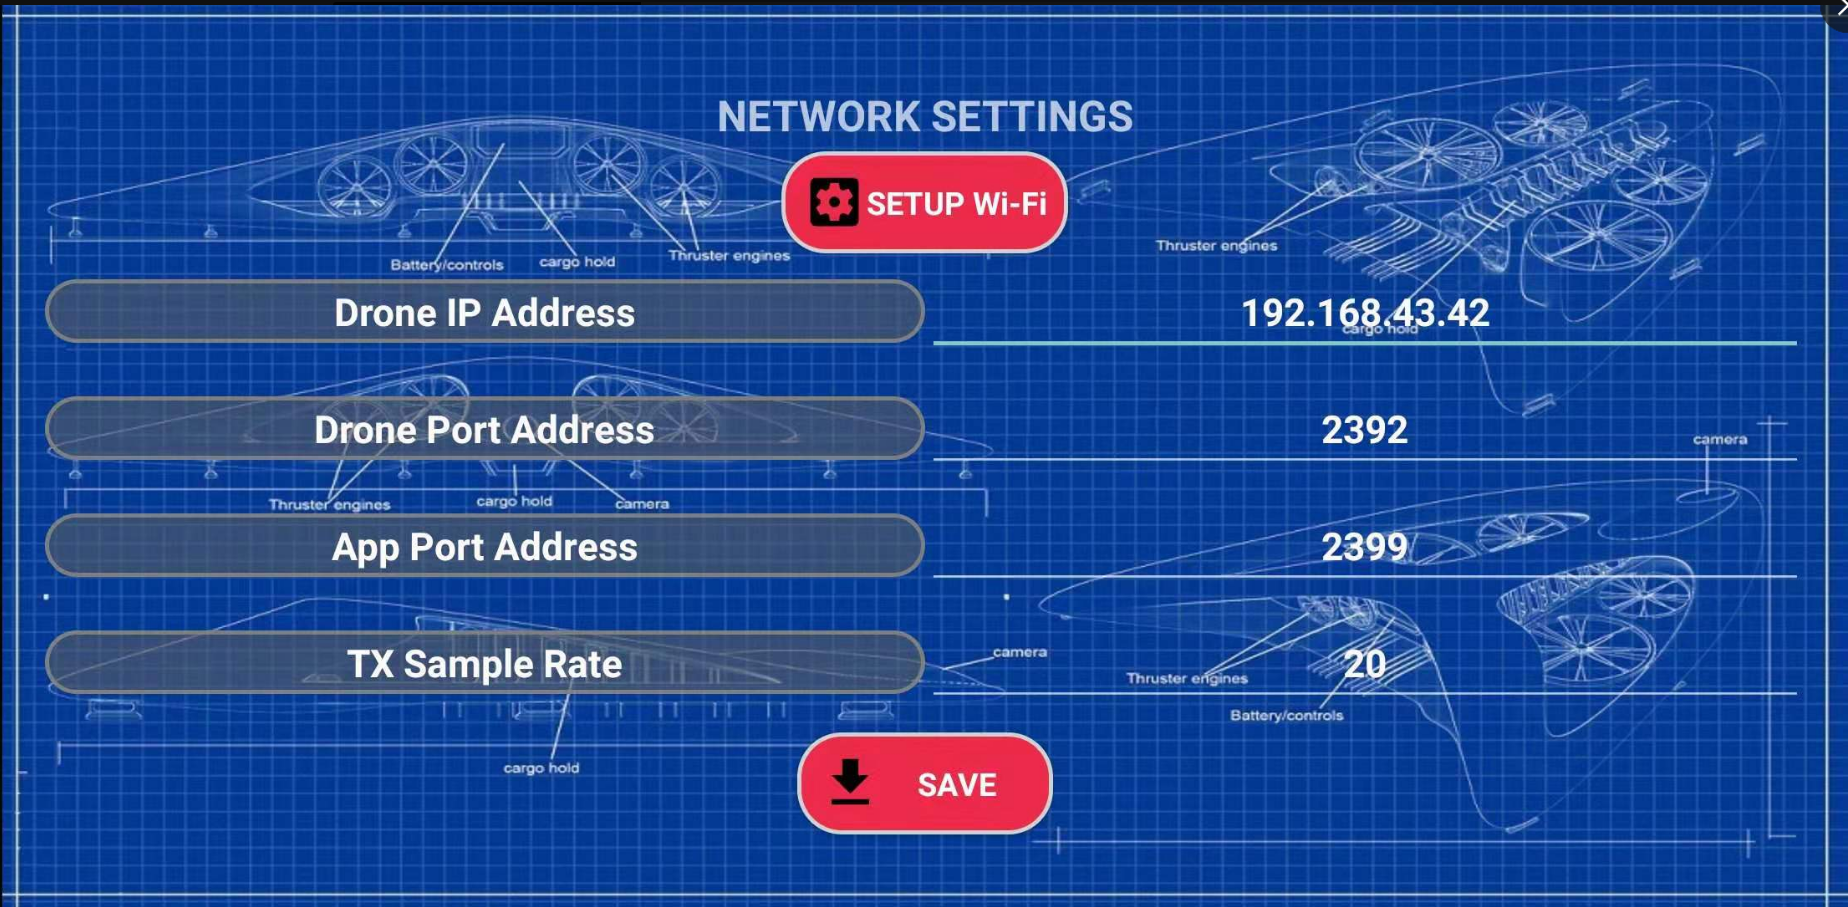 NETWORK SETTINGS
SETUP Wi-Fi
Battery/controls
cargo hold
Thruster engines
Thruster engines
Drone IP Address
192.168.43.42
cargo hold
Drone Port Address
2392
camera
Thruster engines
cargo hold
camera
App Port Address
2399
camera
TX Sample Rate
20
Thruster engines
Battery/controls
cargo hold
SAVE